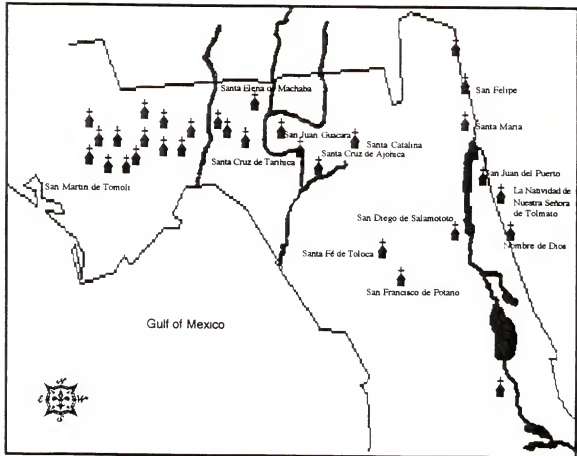 Santa Elena de Machaba
San Felipe
Santa Maria
San Juan Guacara
Santa Catalina
Santa Cruz de Tarihica
Santa Cruz de Ajohica
San Juan del Puerto
San Martin de Tomoli
La Natividad de
Nuestra Señora
de Tolmato
San Diego de Salamototo
Nombre de Dios
Santa Fé de Toloca
San Francisco de Potano
Gulf of Mexico
N
E
W
S